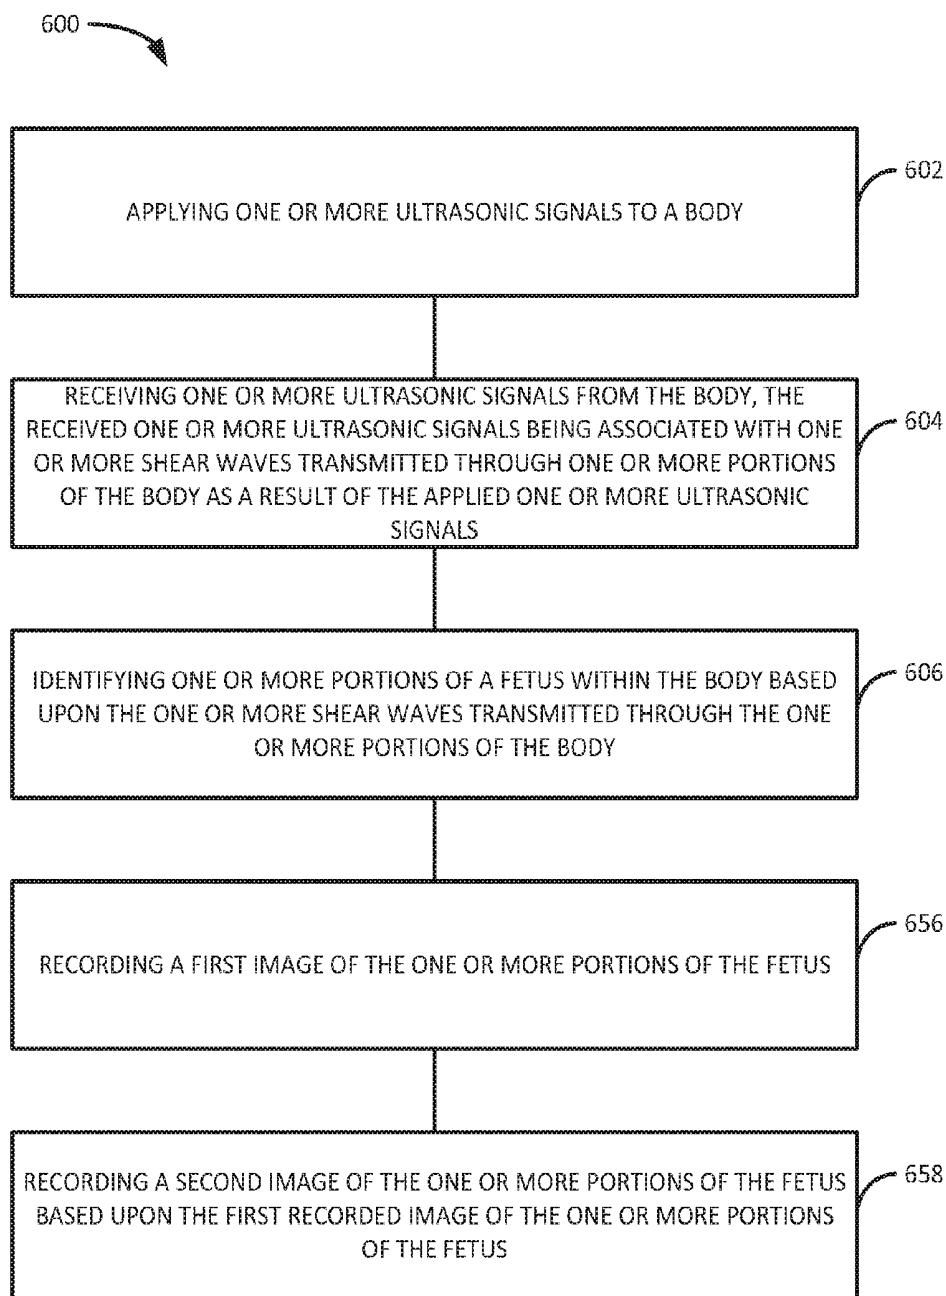 600
602
APPLYING ONE OR MORE ULTRASONIC SIGNALS TO A BODY
RECEIVING ONE OR MORE ULTRASONIC SIGNALS FROM THE BODY, THE
RECEIVED ONE OR MORE ULTRASONIC SIGNALS BEING ASSOCIATED WITH ONE
OR MORE SHEAR WAVES TRANSMITTED THROUGH ONE OR MORE PORTIONS
OF THE BODY AS A RESULT OF THE APPLIED ONE OR MORE ULTRASONIC
SIGNALS
604
IDENTIFYING ONE OR MORE PORTIONS OF A FETUS WITHIN THE BODY BASED
UPON THE ONE OR MORE SHEAR WAVES TRANSMITTED THROUGH THE ONE
OR MORE PORTIONS OF THE BODY
606
656
RECORDING A FIRST IMAGE OF THE ONE OR MORE PORTIONS OF THE FETUS
658
RECORDING A SECOND IMAGE OF THE ONE OR MORE PORTIONS OF THE FETUS
BASED UPON THE FIRST RECORDED IMAGE OF THE ONE OR MORE PORTIONS
OF THE FETUS